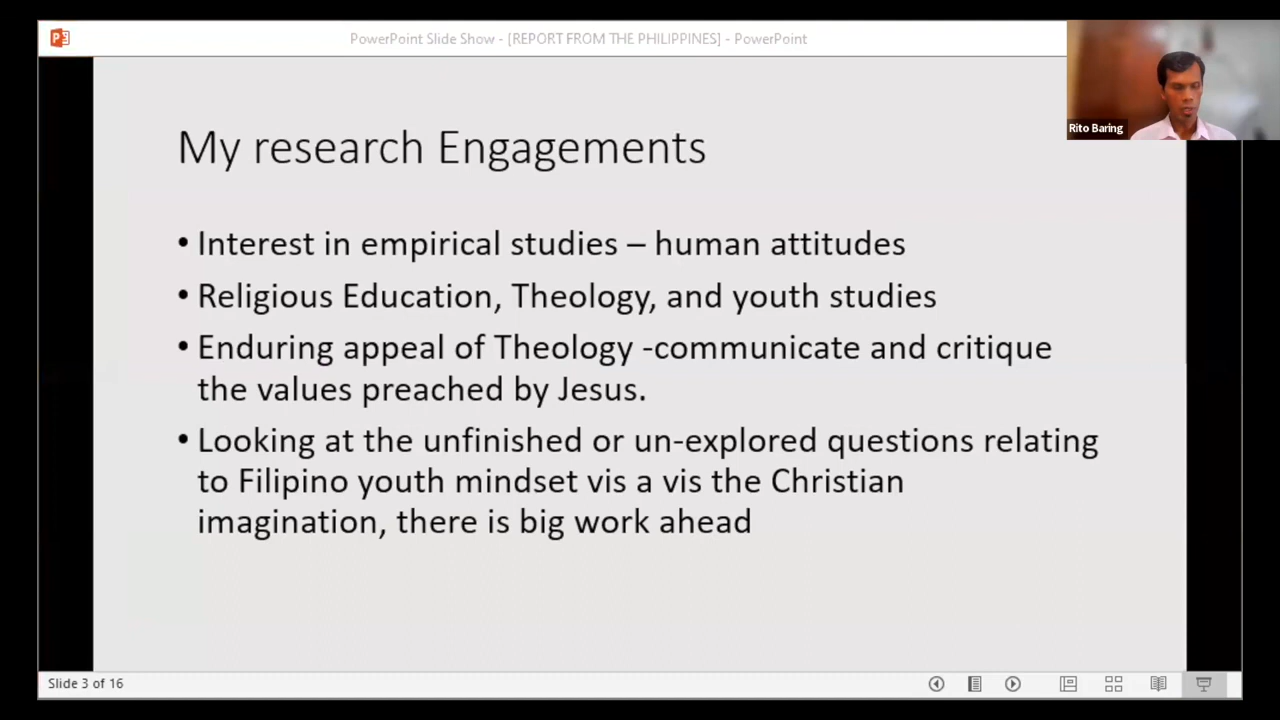 PowerPoint Slide Show - [REPORT FROM THE PHILIPPINES] - PowerPoint
Rito Baring
My research Engagements
• Interest in empirical studies – human attitudes
• Religious Education, Theology, and youth studies
• Enduring appeal of Theology -communicate and critique
the values preached by Jesus.
• Looking at the unfinished or un-explored questions relating
to Filipino youth mindset vis a vis the Christian
imagination, there is big work ahead
Slide 3 of 16